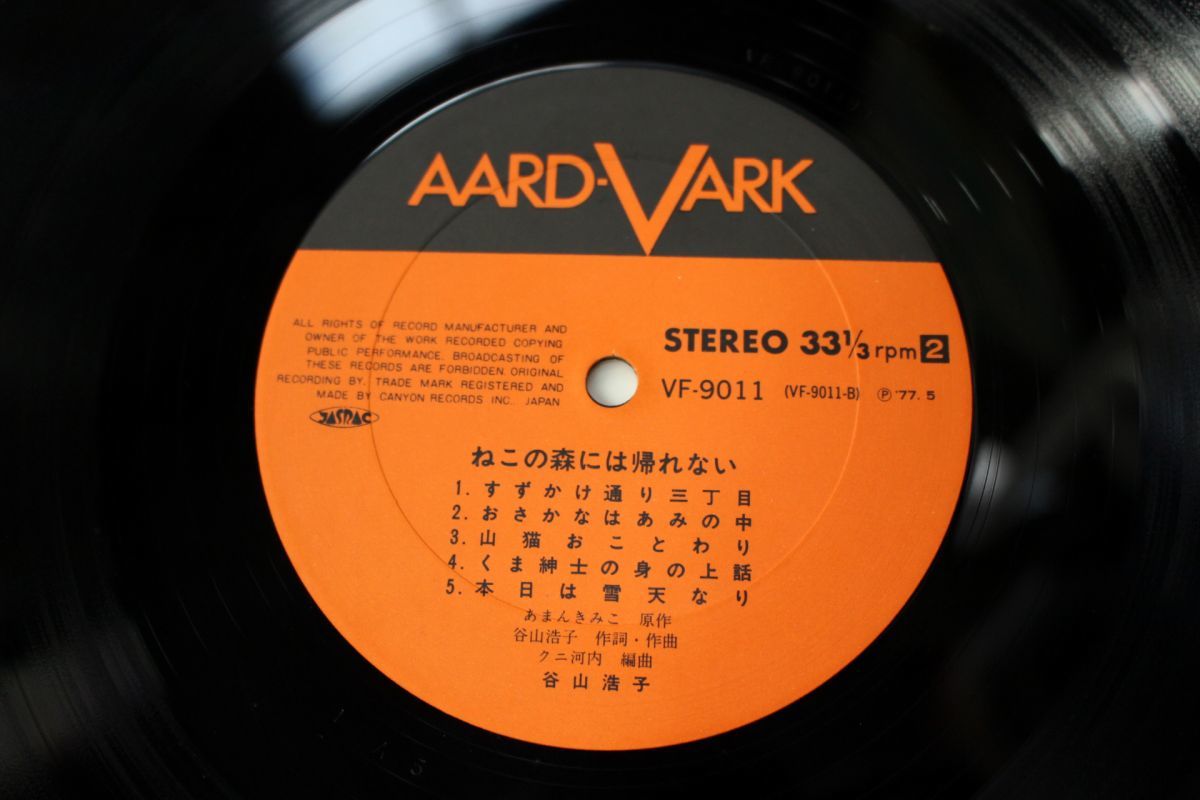 VF-9011
AARD-VARK
ALL RIGHTS OF RECORD MANUFACTURER AND
OWNER OF THE WORK RECORDED COPYING
PUBLIC PERFORMANCE. BROADCASTING OF
THESE RECORDS ARE FORBIDDEN. ORIGINAL
RECORDING BY. TRADE MARK REGISTERED AND
MADE BY CANYON RECORDS INC., JAPAN
JASRAC
STEREO 33⅓ rpm 2
VF-9011 (VF-9011-B) Ⓟ '77. 5
ねこの森には帰れない
1. すずかけ通り三丁目
2. おさかなはあみの中
3. 山猫おことわり
4. くま紳士の身の上話
5. 本日は雪天なり
あまんきみこ 原作
谷山浩子 作詞・作曲
クニ河内 編曲
谷山浩子